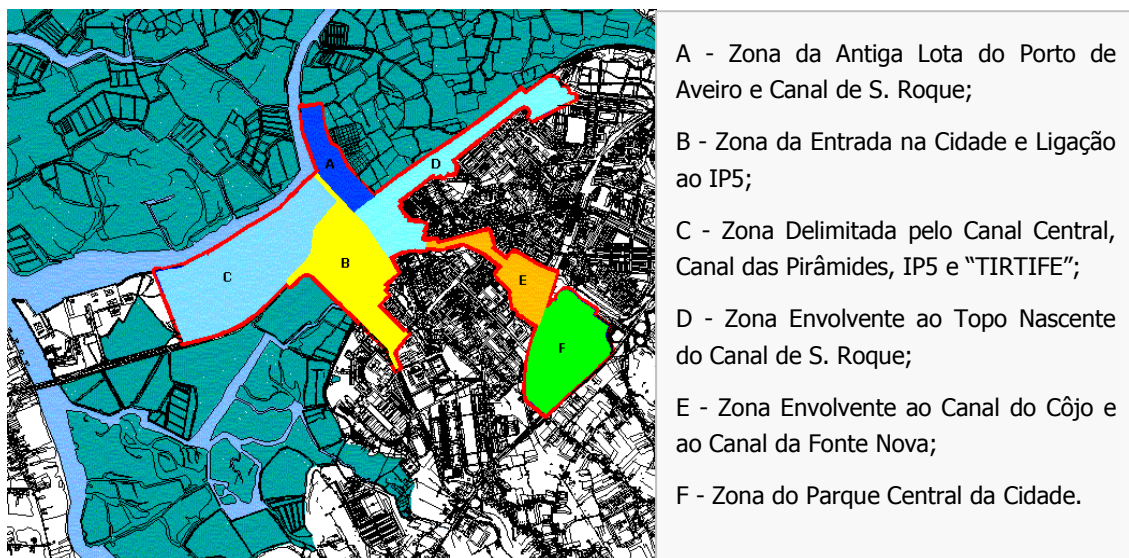 A
D
C
B
E
F
A - Zona da Antiga Lota do Porto de
Aveiro e Canal de S. Roque;
B - Zona da Entrada na Cidade e Ligação
ao IP5;
C - Zona Delimitada pelo Canal Central,
Canal das Pirâmides, IP5 e “TIRTIFE”;
D - Zona Envolvente ao Topo Nascente
do Canal de S. Roque;
E - Zona Envolvente ao Canal do Côjo e
ao Canal da Fonte Nova;
F - Zona do Parque Central da Cidade.